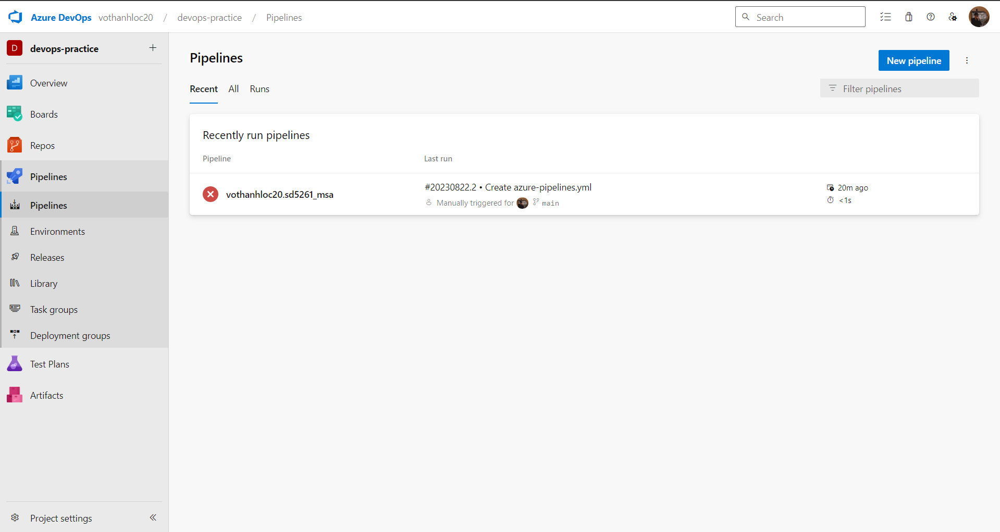 Azure DevOps vothanhloc20 / devops-practice / Pipelines Search
D devops-practice +
Overview
Boards
Repos
Pipelines
Pipelines
Environments
Releases
Library
Task groups
Deployment groups
Test Plans
Artifacts
Project settings
Pipelines
New pipeline
Recent All Runs
Filter pipelines
Recently run pipelines
Pipeline Last run
vothanhloc20.sd5261_msa
#20230822.2 • Create azure-pipelines.yml
Manually triggered for main
20m ago
<1s